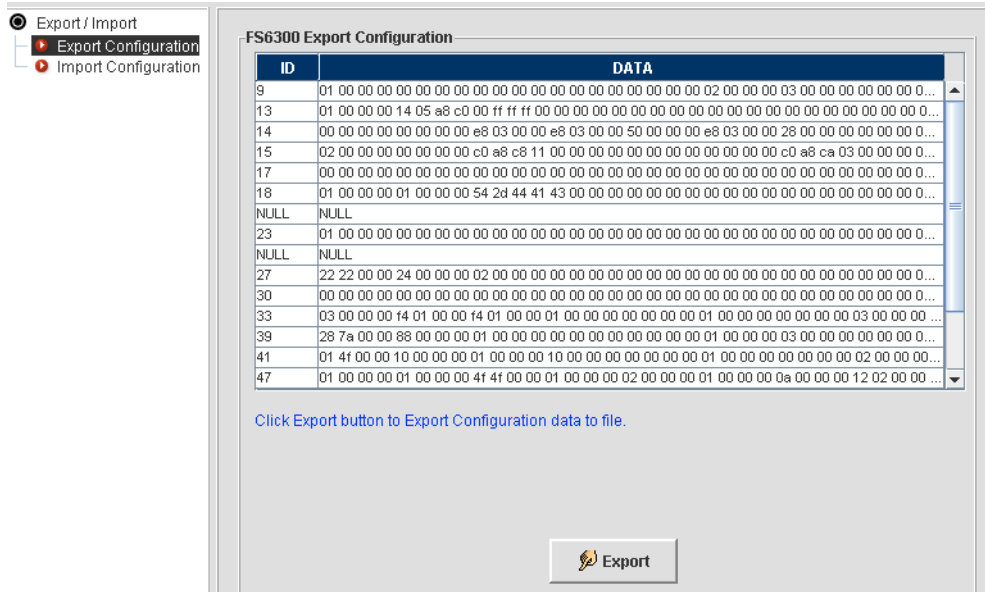 Export / Import
Export Configuration
Import Configuration
FS6300 Export Configuration
ID DATA
9 01 00 00 00 00 00 00 00 00 00 00 00 00 00 00 00 00 00 00 00 02 00 00 00 03 00 00 00 00 00 00 0...
13 01 00 00 00 14 05 a8 c0 00 ff ff ff 00 00 00 00 00 00 00 00 00 00 00 00 00 00 00 00 00 00 00 00 0...
14 00 00 00 00 00 00 00 00 e8 03 00 00 e8 03 00 00 50 00 00 00 e8 03 00 00 28 00 00 00 00 00 00 0...
15 02 00 00 00 00 00 00 00 c0 a8 c8 11 00 00 00 00 00 00 00 00 00 00 00 00 c0 a8 ca 03 00 00 00 0...
17 00 00 00 00 00 00 00 00 00 00 00 00 00 00 00 00 00 00 00 00 00 00 00 00 00 00 00 00 00 00 00 0...
18 01 00 00 00 01 00 00 00 54 2d 44 41 43 00 00 00 00 00 00 00 00 00 00 00 00 00 00 00 00 00 00 0...
NULL NULL
23 01 00 00 00 00 00 00 00 00 00 00 00 00 00 00 00 00 00 00 00 00 00 00 00 00 00 00 00 00 00 00 0...
NULL NULL
27 22 22 00 00 24 00 00 00 02 00 00 00 00 00 00 00 00 00 00 00 00 00 00 00 00 00 00 00 00 00 00 0...
30 00 00 00 00 00 00 00 00 00 00 00 00 00 00 00 00 00 00 00 00 00 00 00 00 00 00 00 00 00 00 00 0...
33 03 00 00 00 f4 01 00 00 f4 01 00 00 01 00 00 00 00 00 00 00 01 00 00 00 00 00 00 00 03 00 00 00 ...
39 28 7a 00 00 88 00 00 00 01 00 00 00 00 00 00 00 00 00 00 00 01 00 00 00 03 00 00 00 00 00 00 0...
41 01 4f 00 00 10 00 00 00 01 00 00 00 10 00 00 00 00 00 00 00 01 00 00 00 00 00 00 00 02 00 00 00...
47 01 00 00 00 01 00 00 00 4f 4f 00 00 01 00 00 00 02 00 00 00 01 00 00 00 0a 00 00 00 12 02 00 00 ...
Click Export button to Export Configuration data to file.
Export